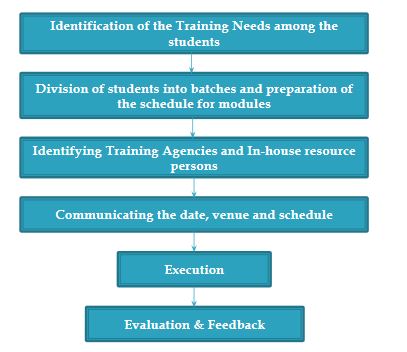 Identification of the Training Needs among the
students
Division of students into batches and preparation of
the schedule for modules
Identifying Training Agencies and In-house resource
persons
Communicating the date, venue and schedule
Execution
Evaluation & Feedback